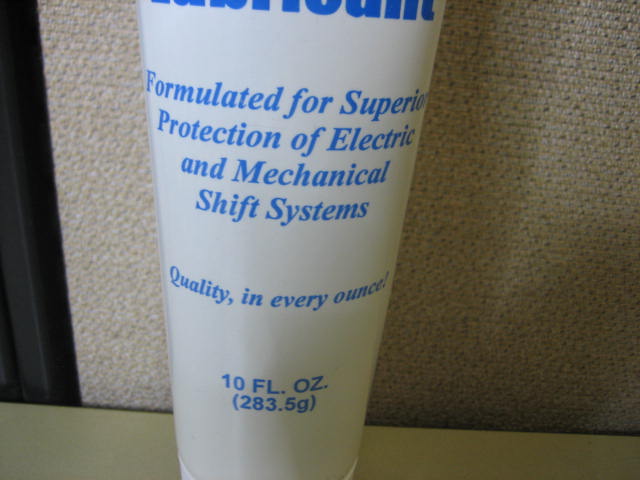 lubricant
Formulated for Superior
Protection of Electric
and Mechanical
Shift Systems
Quality, in every ounce!
10 FL. OZ.
(283.5g)